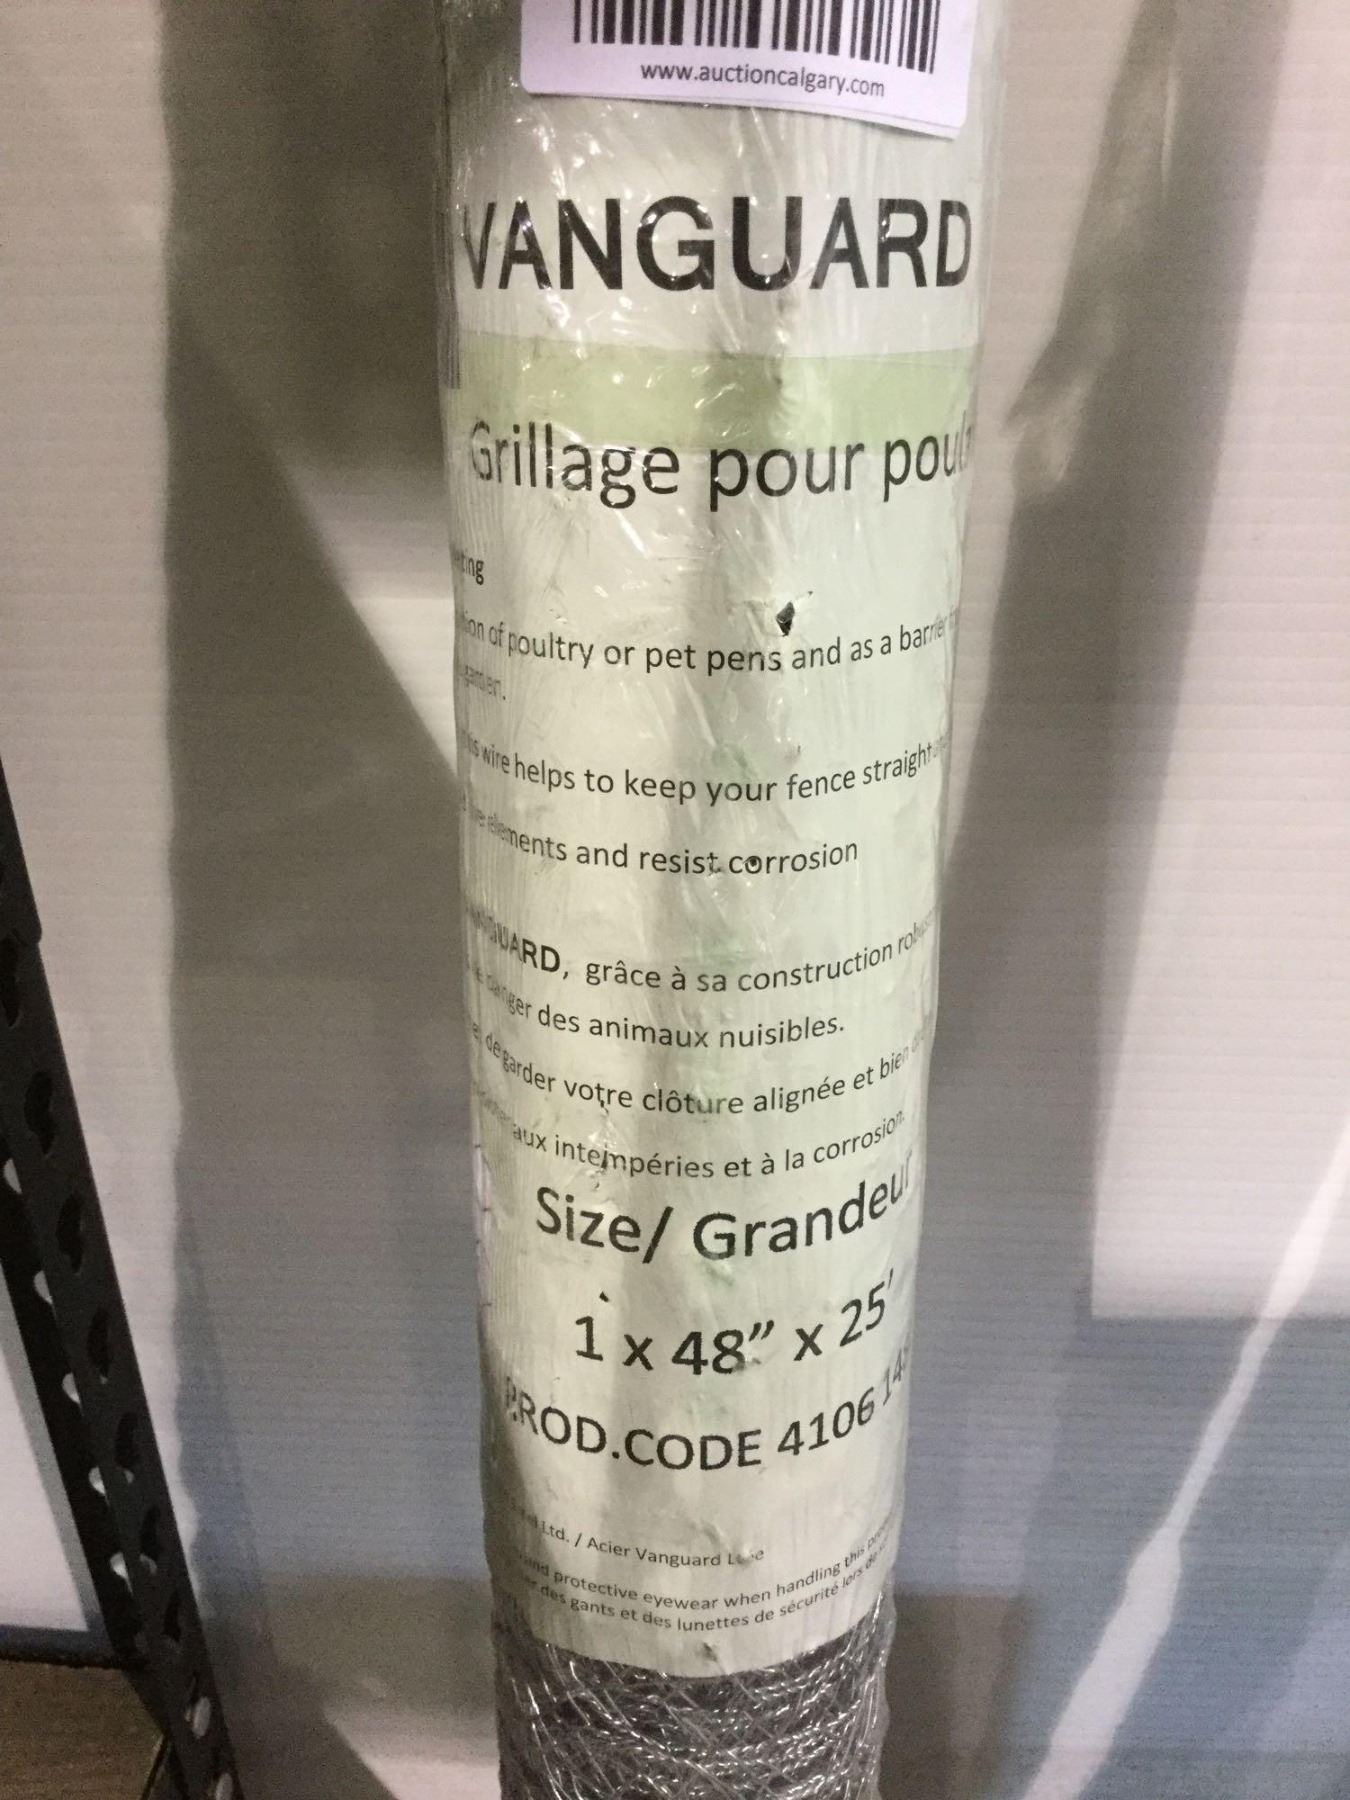 www.auctioncalgary.com
VANGUARD
Grillage pour
of poultry or pet pens and as a barrier
garden.
wire helps to keep your fence straight
and resist corrosion
VANGUARD, grâce à sa construction
des animaux nuisibles.
de garder votre clôture alignée et bien
aux intempéries et à la corrosion.
Size/ Grandeur
1 x 48” x 25’
PROD.CODE 4106
Ltd. / Acier Vanguard
and protective eyewear when handling this
des gants et des lunettes de sécurité lors de